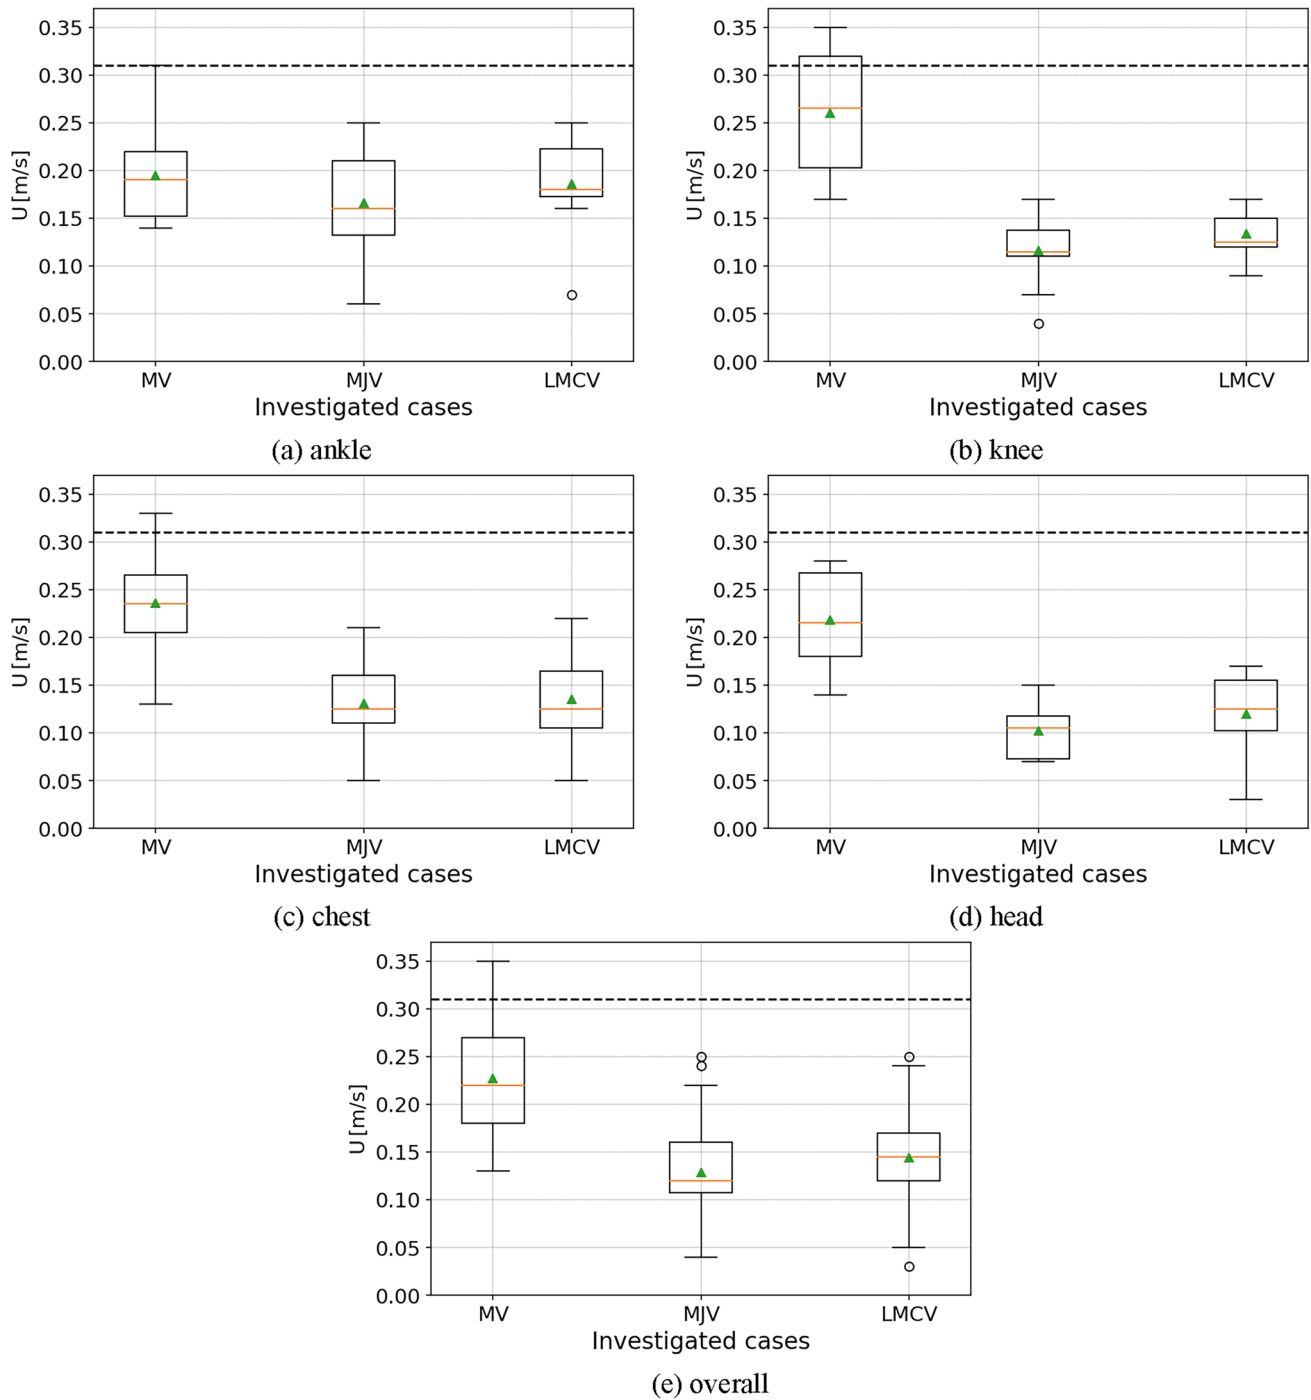 0.35
0.30
0.25
0.20
0.15
0.10
0.05
0.00
U [m/s]
MV MJV LMCV
Investigated cases
(a) ankle
0.35
0.30
0.25
0.20
0.15
0.10
0.05
0.00
U [m/s]
MV MJV LMCV
Investigated cases
(b) knee
0.35
0.30
0.25
0.20
0.15
0.10
0.05
0.00
U [m/s]
MV MJV LMCV
Investigated cases
(c) chest
0.35
0.30
0.25
0.20
0.15
0.10
0.05
0.00
U [m/s]
MV MJV LMCV
Investigated cases
(d) head
0.35
0.30
0.25
0.20
0.15
0.10
0.05
0.00
U [m/s]
MV MJV LMCV
Investigated cases
(e) overall